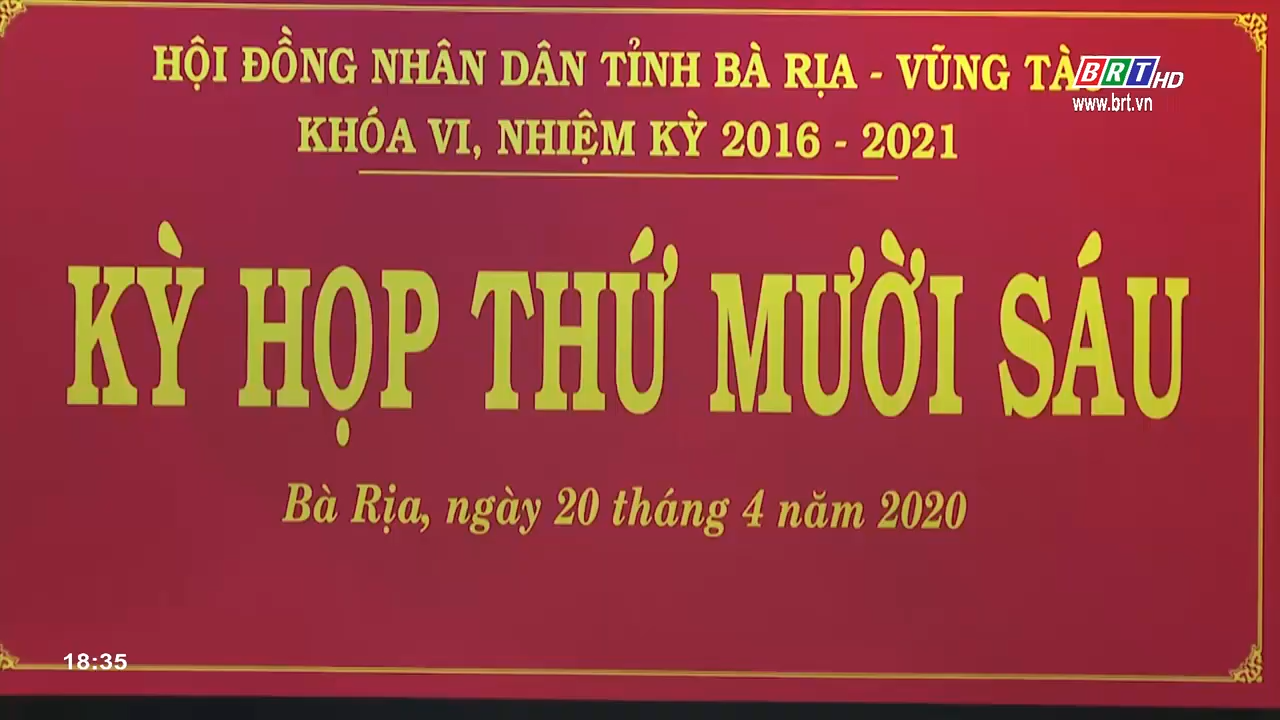 HỘI ĐỒNG NHÂN DÂN TỈNH BÀ RỊA - VŨNG
BRT HD
www.brt.vn
KHÓA VI, NHIỆM KỲ 2016 - 2021
KỲ HỌP THỨ MƯỜI SÁU
Bà Rịa, ngày 20 tháng 4 năm 2020
18:35